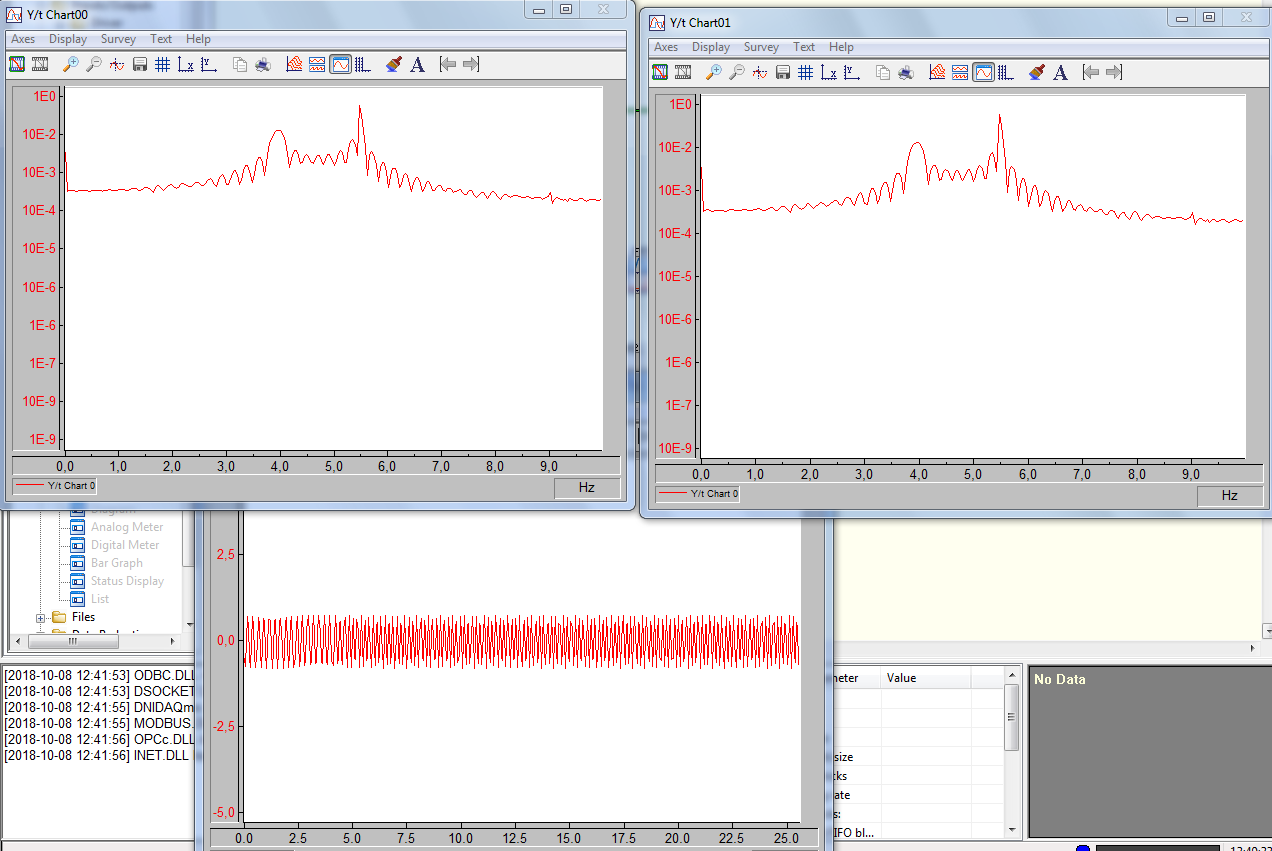 Y/t Chart00
Axes Display Survey Text Help
1E0
10E-2
10E-3
10E-4
10E-5
10E-6
1E-6
1E-7
10E-9
1E-9
0,0 1,0 2,0 3,0 4,0 5,0 6,0 7,0 8,0 9,0
Y/t Chart 0
Hz
Y/t Chart01
Axes Display Survey Text Help
1E0
10E-2
10E-3
10E-4
10E-5
10E-6
1E-6
1E-7
10E-9
0,0 1,0 2,0 3,0 4,0 5,0 6,0 7,0 8,0 9,0
Y/t Chart 0
Hz
Diagram
Analog Meter
Digital Meter
Bar Graph
Status Display
List
Files
2,5
0,0
-2,5
-5,0
0.0 2.5 5.0 7.5 10.0 12.5 15.0 17.5 20.0 22.5 25.0
[2018-10-08 12:41:53] ODBC.DLL
[2018-10-08 12:41:53] DSOCKET
[2018-10-08 12:41:55] DNIDAQm
[2018-10-08 12:41:55] MODBUS.
[2018-10-08 12:41:56] OPCc.DLL
[2018-10-08 12:41:56] INET.DLL
meter Value
size
cks
ate
s:
IFO bl...
No Data